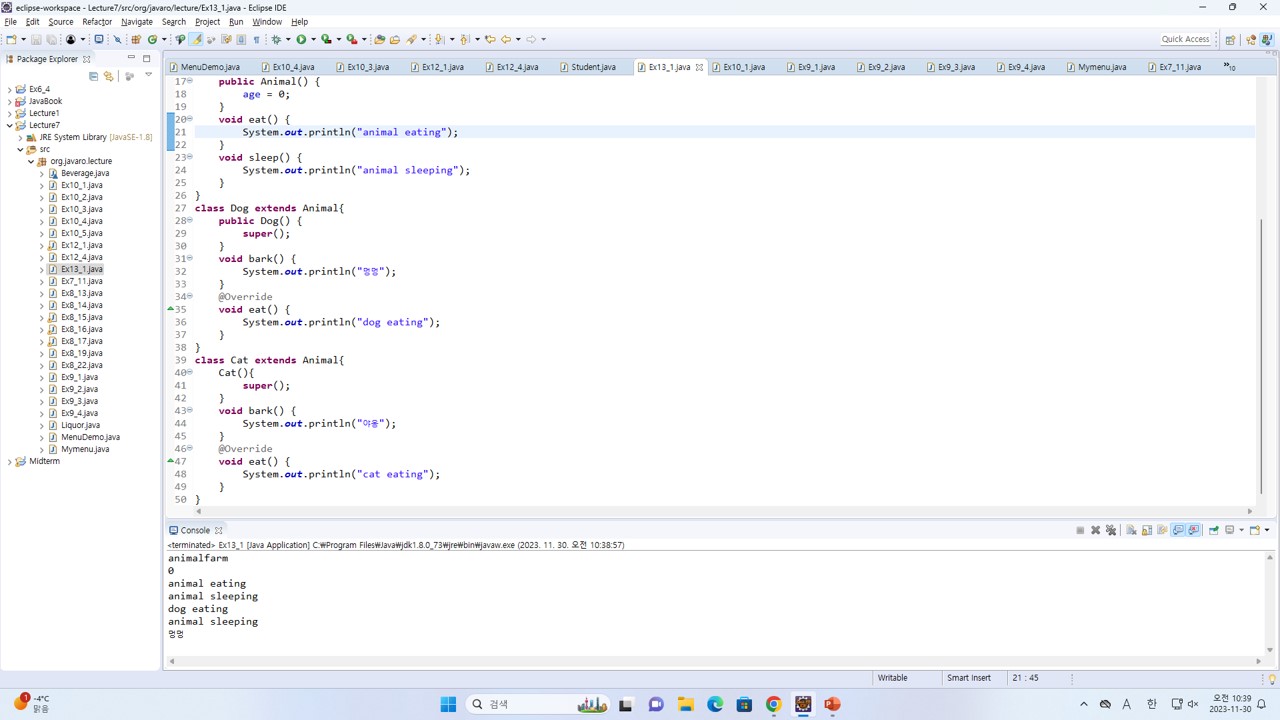 eclipse-workspace - Lecture7/src/org/javaro/lecture/Ex13_1.java - Eclipse IDE
File Edit Source Refactor Navigate Search Project Run Window Help
Quick Access
Package Explorer
MenuDemo.java Ex10_4.java Ex10_3.java Ex12_1.java Ex12_4.java Student.java Ex13_1.java Ex10_1.java Ex9_1.java Ex9_2.java Ex9_3.java Ex9_4.java Mymenu.java Ex7_11.java »10
Ex6_4
JavaBook
Lecture1
Lecture7
JRE System Library [JavaSE-1.8]
src
org.javaro.lecture
Beverage.java
Ex10_1.java
Ex10_2.java
Ex10_3.java
Ex10_4.java
Ex10_5.java
Ex12_1.java
Ex12_4.java
Ex13_1.java
Ex7_11.java
Ex8_13.java
Ex8_14.java
Ex8_15.java
Ex8_16.java
Ex8_17.java
Ex8_19.java
Ex8_22.java
Ex9_1.java
Ex9_2.java
Ex9_3.java
Ex9_4.java
Liquor.java
MenuDemo.java
Mymenu.java
Midterm
17 public Animal() {
18 age = 0;
19 }
20 void eat() {
21 System.out.println("animal eating");
22 }
23 void sleep() {
24 System.out.println("animal sleeping");
25 }
26 }
27 class Dog extends Animal{
28 public Dog() {
29 super();
30 }
31 void bark() {
32 System.out.println("멍멍");
33 }
34 @Override
35 void eat() {
36 System.out.println("dog eating");
37 }
38 }
39 class Cat extends Animal{
40 Cat(){
41 super();
42 }
43 void bark() {
44 System.out.println("야옹");
45 }
46 @Override
47 void eat() {
48 System.out.println("cat eating");
49 }
50 }
Console
<terminated> Ex13_1 [Java Application] C:₩Program Files₩Java₩jdk1.8.0_73₩jre₩bin₩javaw.exe (2023. 11. 30. 오전 10:38:57)
animalfarm
0
animal eating
animal sleeping
dog eating
animal sleeping
멍멍
Writable Smart Insert 21 : 45
1
-4°C
맑음
검색
A 한
오전 10:39
2023-11-30